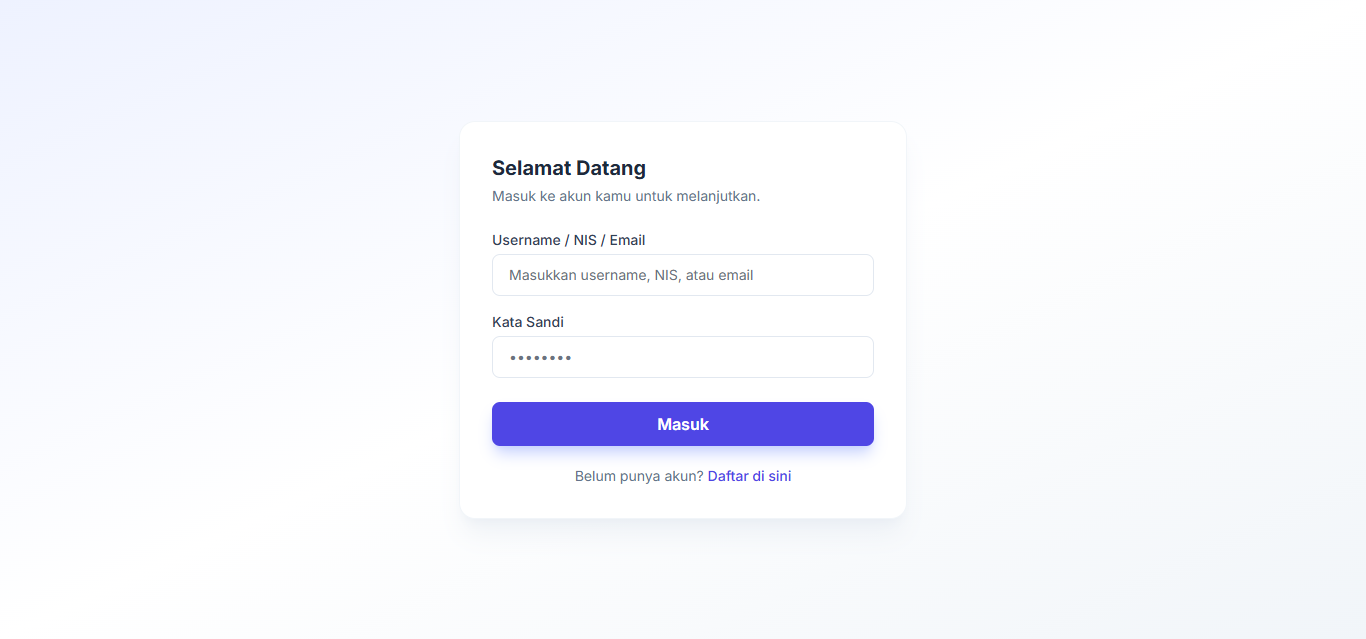 Selamat Datang
Masuk ke akun kamu untuk melanjutkan.
Username / NIS / Email
Masukkan username, NIS, atau email
Kata Sandi
••••••••
Masuk
Belum punya akun? Daftar di sini